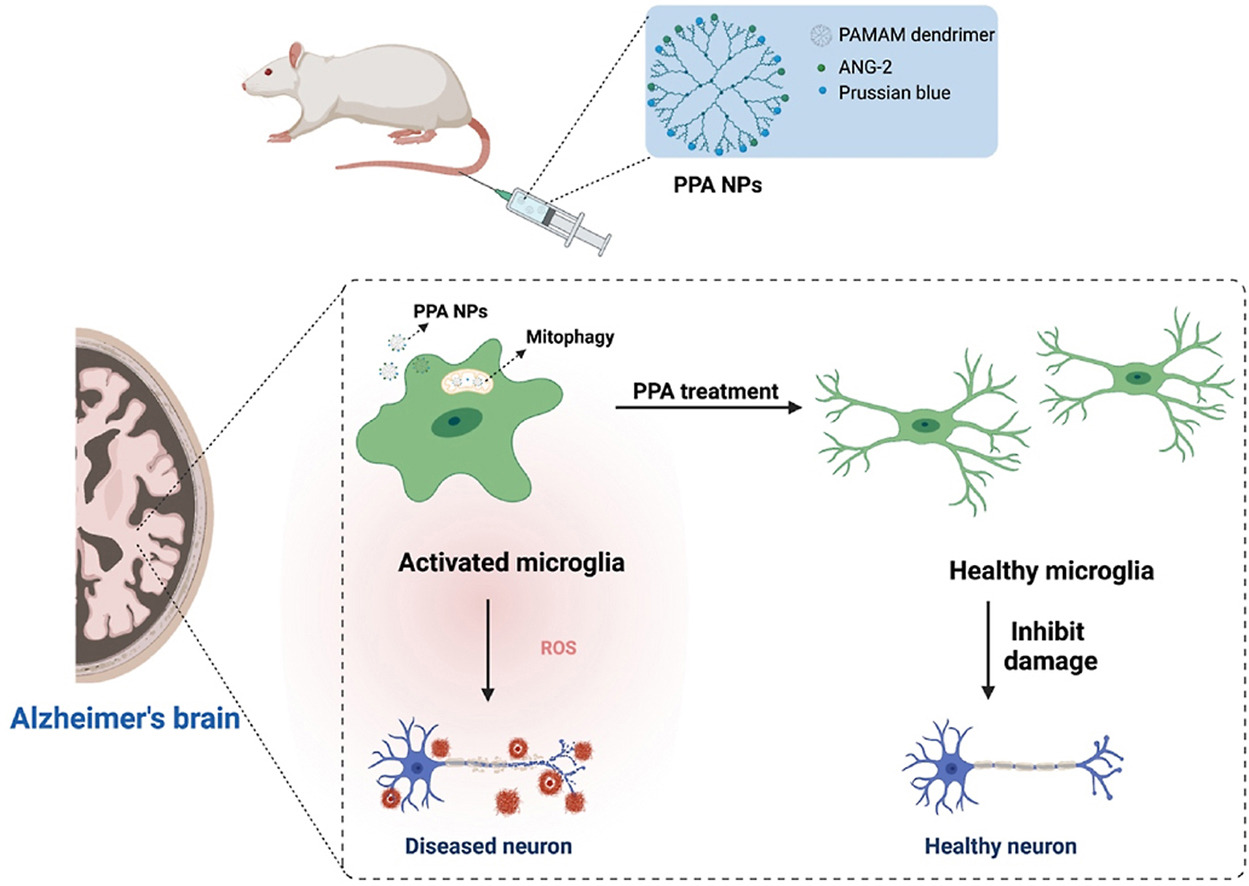 PAMAM dendrimer
ANG-2
Prussian blue
PPA NPs
PPA NPs
Mitophagy
PPA treatment
Activated microglia
Healthy microglia
ROS
Inhibit
damage
Alzheimer's brain
Diseased neuron
Healthy neuron